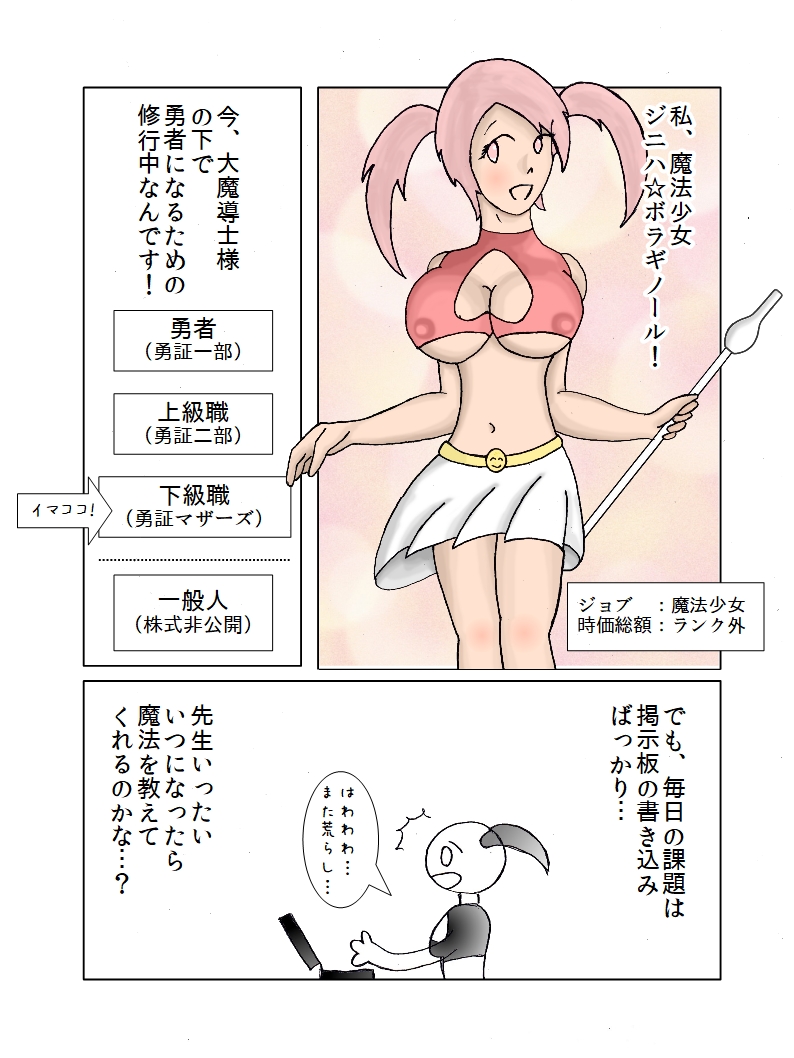 私、魔法少女
ジニハ☆ボラギノール！
ジョブ　：魔法少女
時価総額：ランク外
今、大魔導士様
の下で
勇者になるための
修行中なんです！
勇者
（勇証一部）
上級職
（勇証二部）
イマココ！
下級職
（勇証マザーズ）
一般人
（株式非公開）
でも、毎日の課題は
掲示板の書き込み
ばっかり…
はわわわ…
また荒らし…
先生いったい
いつになったら
魔法を教えて
くれるのかな…？